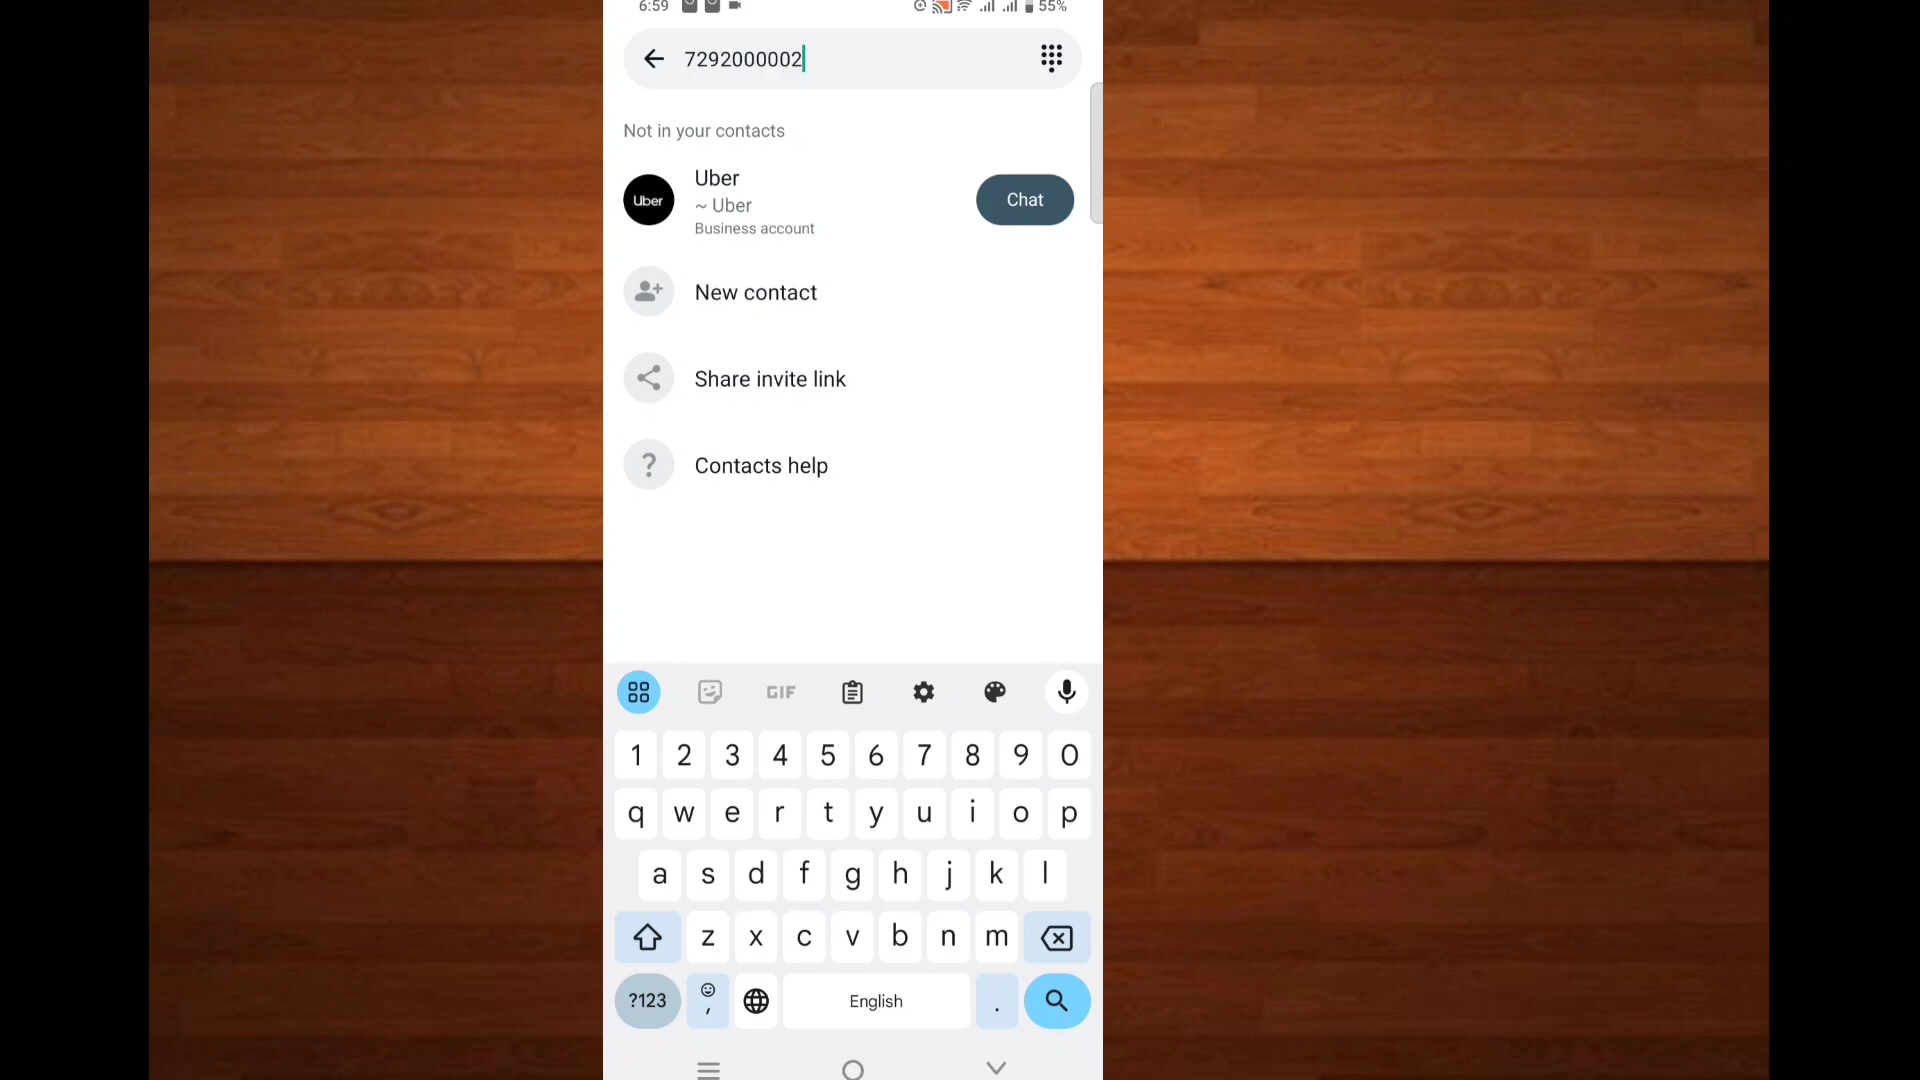 6:59
55%
7292000002
Not in your contacts
Uber
Uber
~ Uber
Business account
Chat
New contact
Share invite link
Contacts help
GIF
1 2 3 4 5 6 7 8 9 0
q w e r t y u i o p
a s d f g h j k l
z x c v b n m
?123
,
English
.